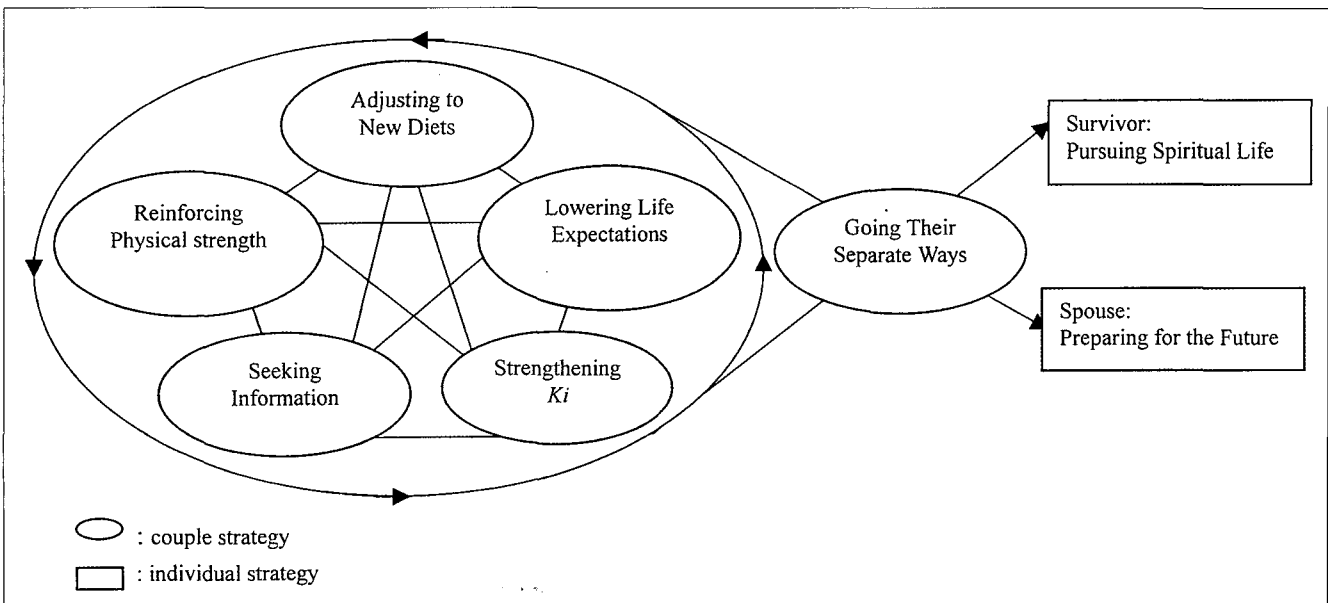 Adjusting to
New Diets
Reinforcing
Physical strength
Lowering Life
Expectations
Seeking
Information
Strengthening
Ki
Going Their
Separate Ways
Survivor:
Pursuing Spiritual Life
Spouse:
Preparing for the Future
: couple strategy
: individual strategy